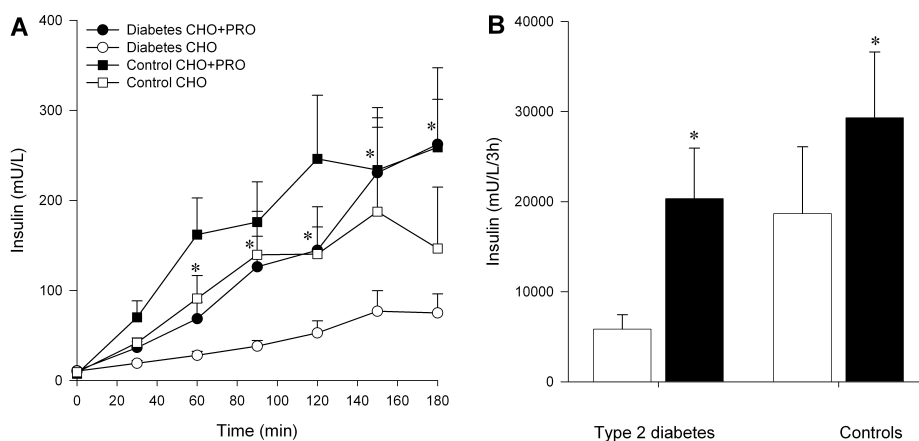 A
Insulin (mU/L)
400
300
200
100
0
Diabetes CHO+PRO
Diabetes CHO
Control CHO+PRO
Control CHO
*
*
*
*
*
0 20 40 60 80 100 120 140 160 180
Time (min)
B
Insulin (mU/L/3h)
40000
30000
20000
10000
0
*
*
Type 2 diabetes
Controls